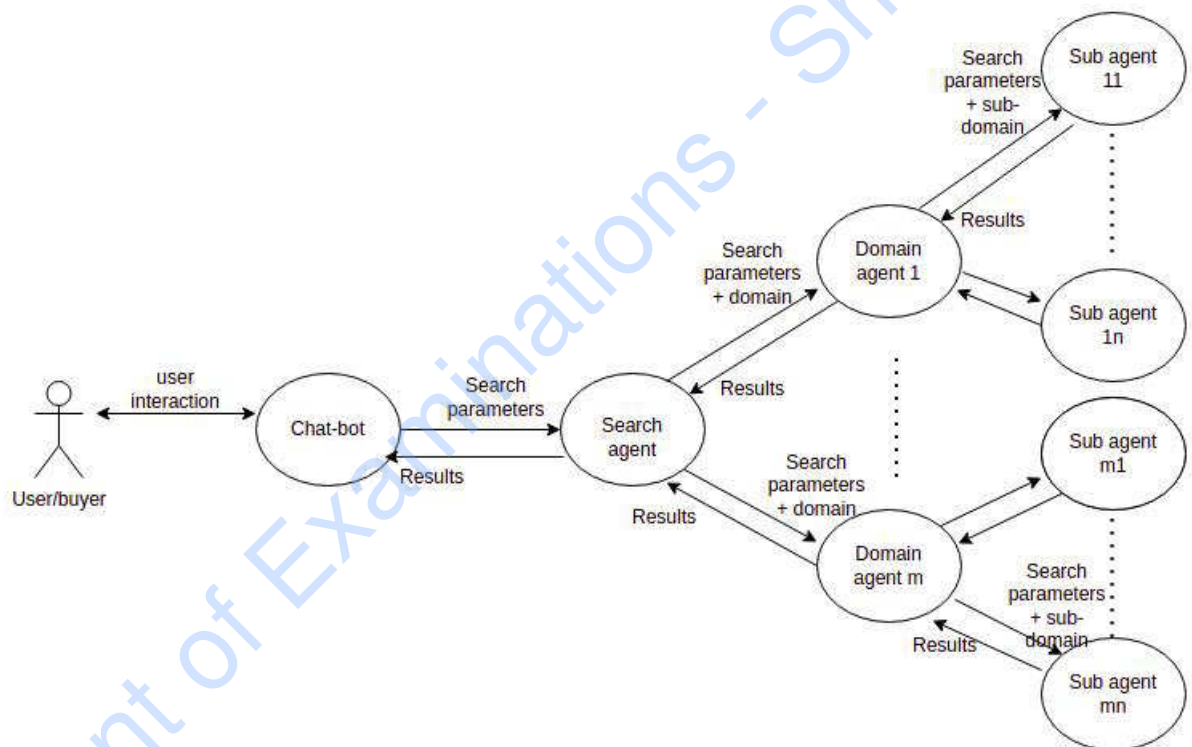 Sub agent
11
Search
parameters
+ sub-
domain
Results
Domain
agent 1
Search
parameters
+ domain
Sub agent
1n
Results
user
interaction
Chat-bot
Search
parameters
Search
agent
Results
User/buyer
Sub agent
m1
Search
parameters
+ domain
Results
Domain
agent m
Search
parameters
+ sub-
domain
Results
Sub agent
mn
of Examinations -